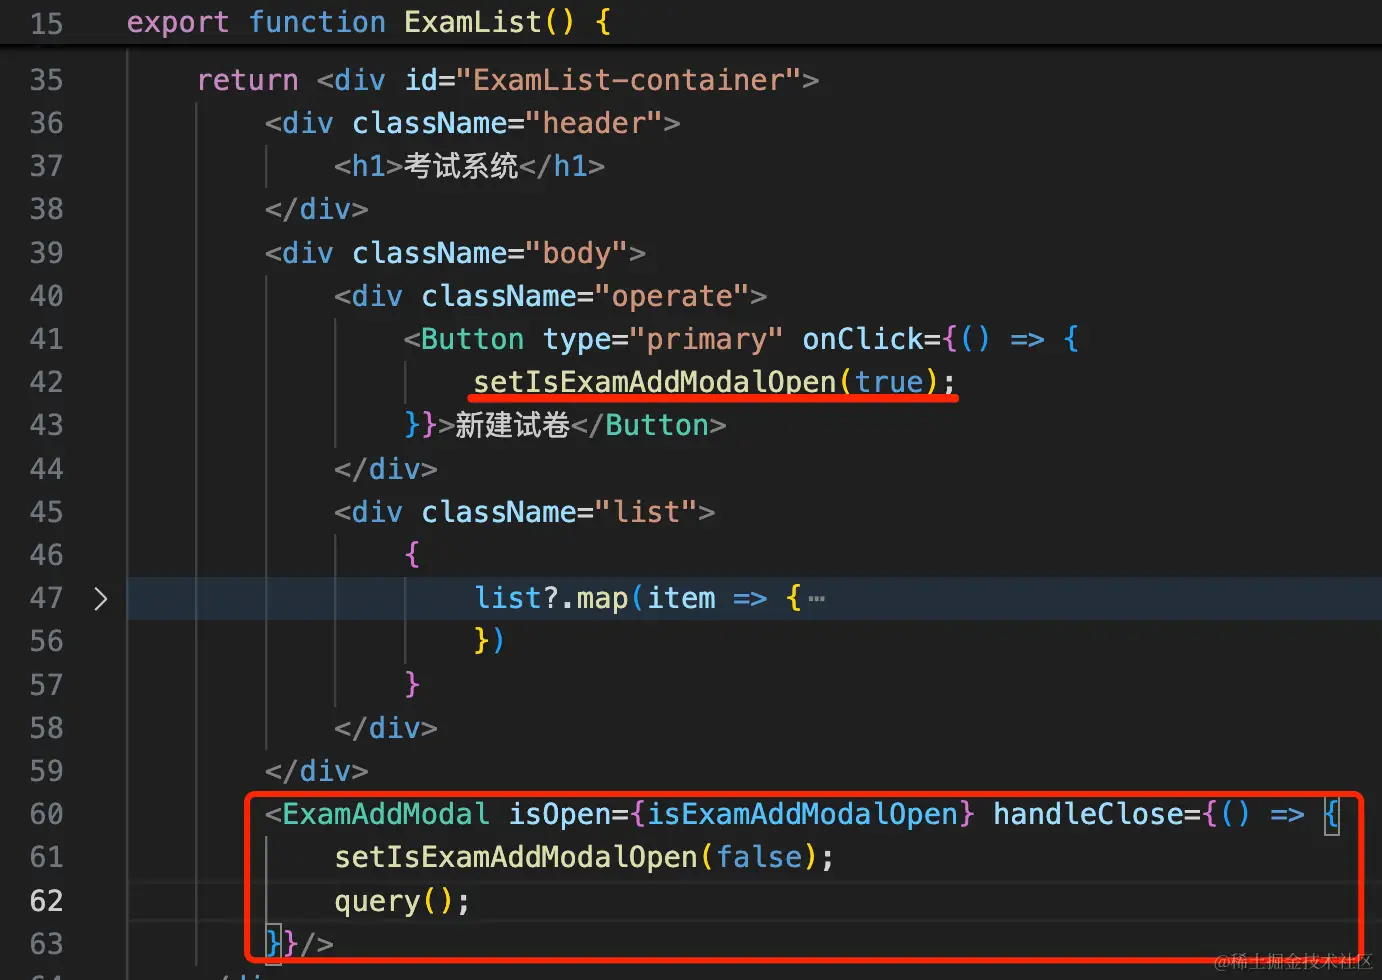 15 export function ExamList() {
35 return <div id="ExamList-container">
36 <div className="header">
37 <h1>考试系统</h1>
38 </div>
39 <div className="body">
40 <div className="operate">
41 <Button type="primary" onClick={() => {
42 setIsExamAddModalOpen(true);
43 }}>新建试卷</Button>
44 </div>
45 <div className="list">
46 {
47 list?.map(item => {⋯
56 })
57 }
58 </div>
59 </div>
60 <ExamAddModal isOpen={isExamAddModalOpen} handleClose={() => {
61 setIsExamAddModalOpen(false);
62 query();
63 }}/>
@稀土掘金技术社区